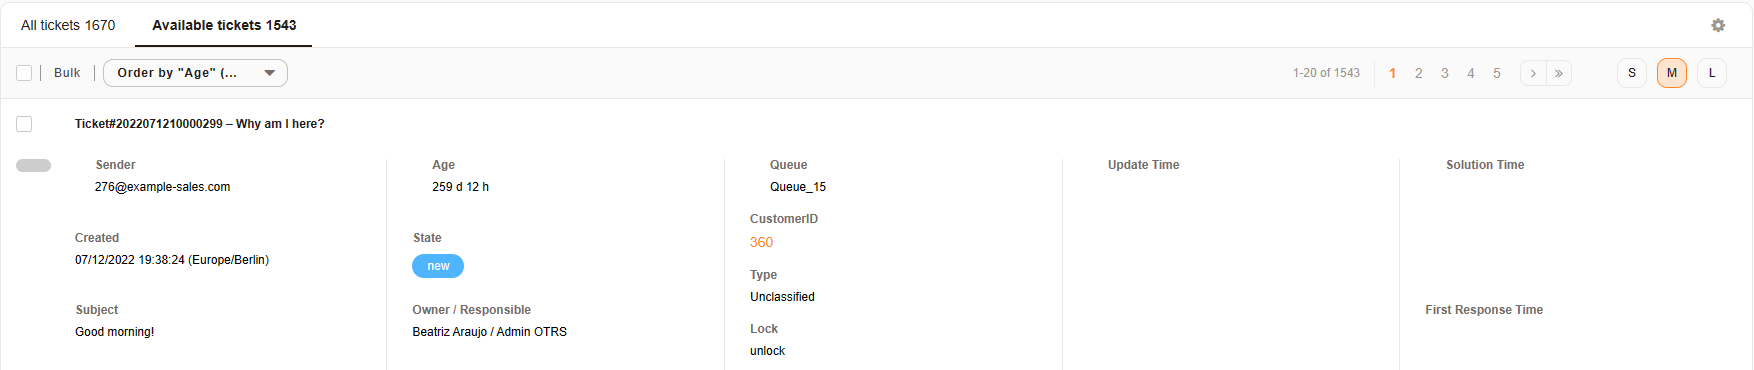 All tickets 1670 Available tickets 1543
Bulk Order by "Age" (... 1-20 of 1543 1 2 3 4 5 › » S M L
Ticket#2022071210000299 – Why am I here?
Sender Age Queue Update Time Solution Time
276@example-sales.com 259 d 12 h Queue_15
CustomerID
Created State 360
07/12/2022 19:38:24 (Europe/Berlin) new
Type
Unclassified
Subject Owner / Responsible First Response Time
Good morning! Beatriz Araujo / Admin OTRS Lock
unlock